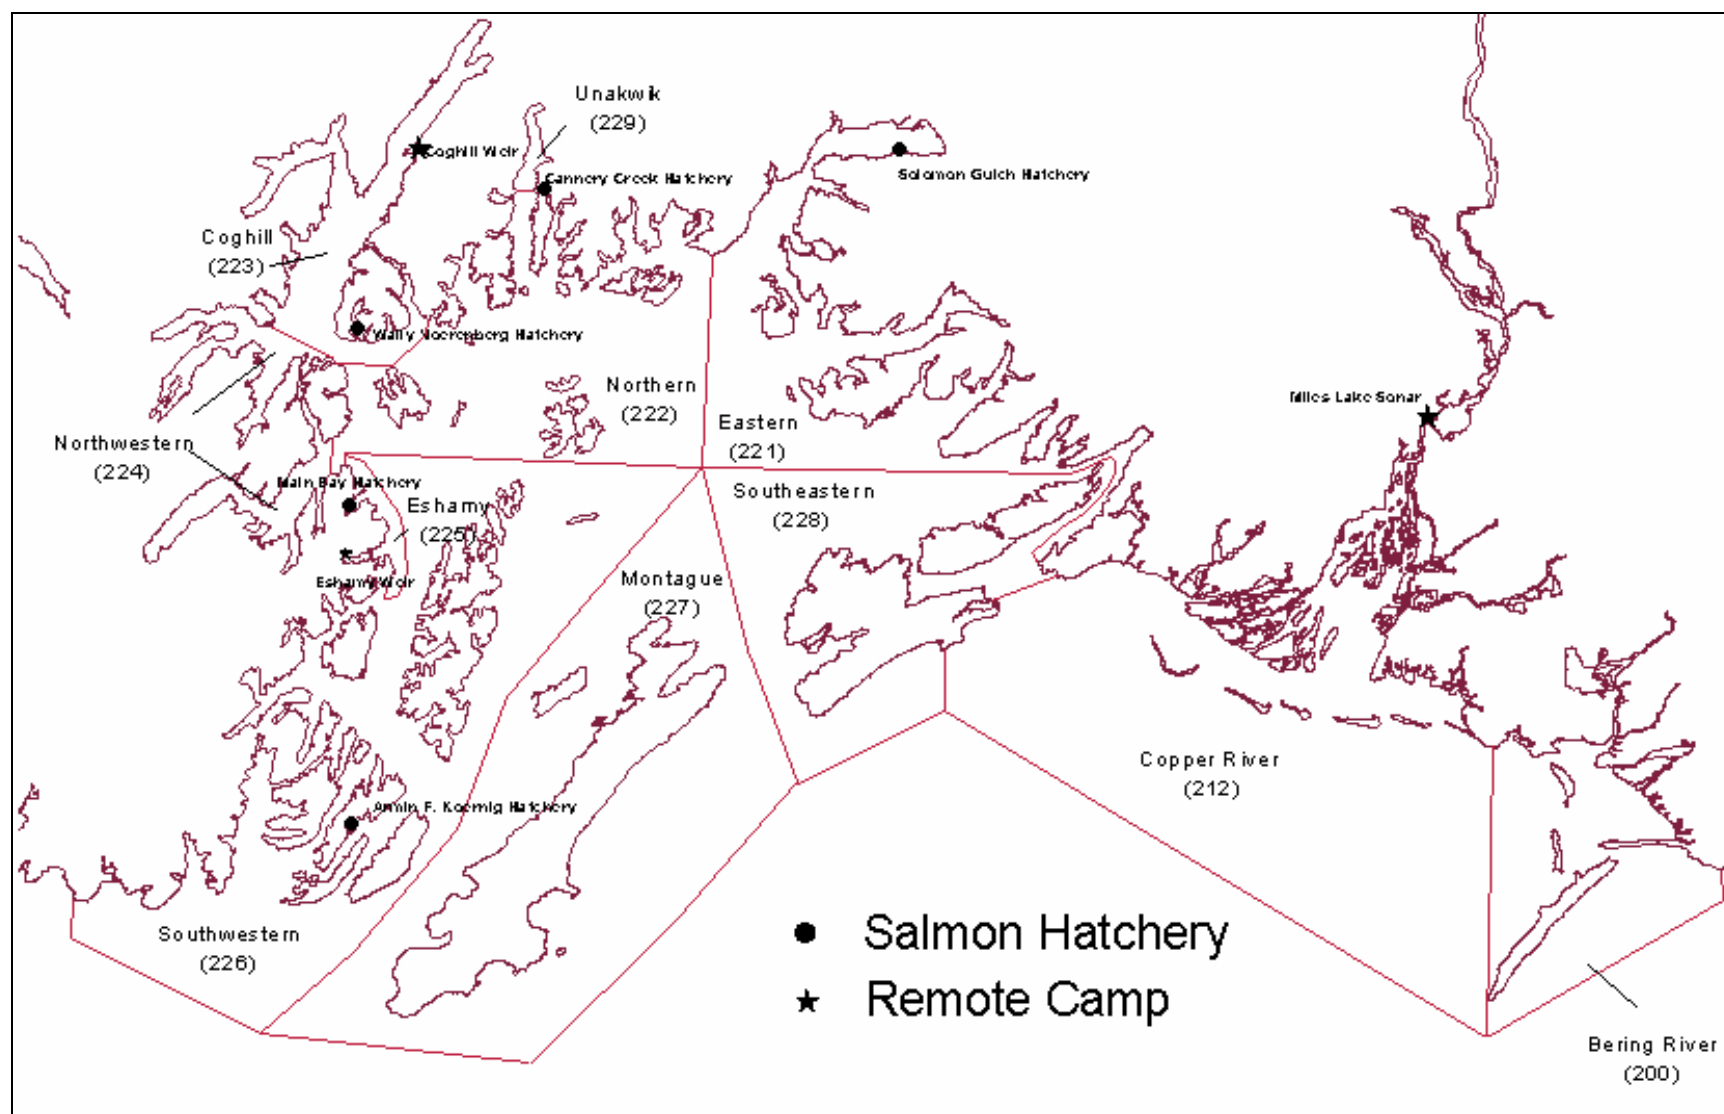 Unakwik
(229)
Coghill Weir
Cannery Creek Hatchery
Solomon Gulch Hatchery
Coghill
(223)
Wally Noerenberg Hatchery
Northern
(222)
Miles Lake Sonar
Eastern
(221)
Northwestern
(224)
Main Bay Hatchery
Eshamy
(225)
Southeastern
(228)
Eshamy Weir
Montague
(227)
Copper River
(212)
Armin F. Koernig Hatchery
Southwestern
(226)
Salmon Hatchery
Remote Camp
Bering River
(200)